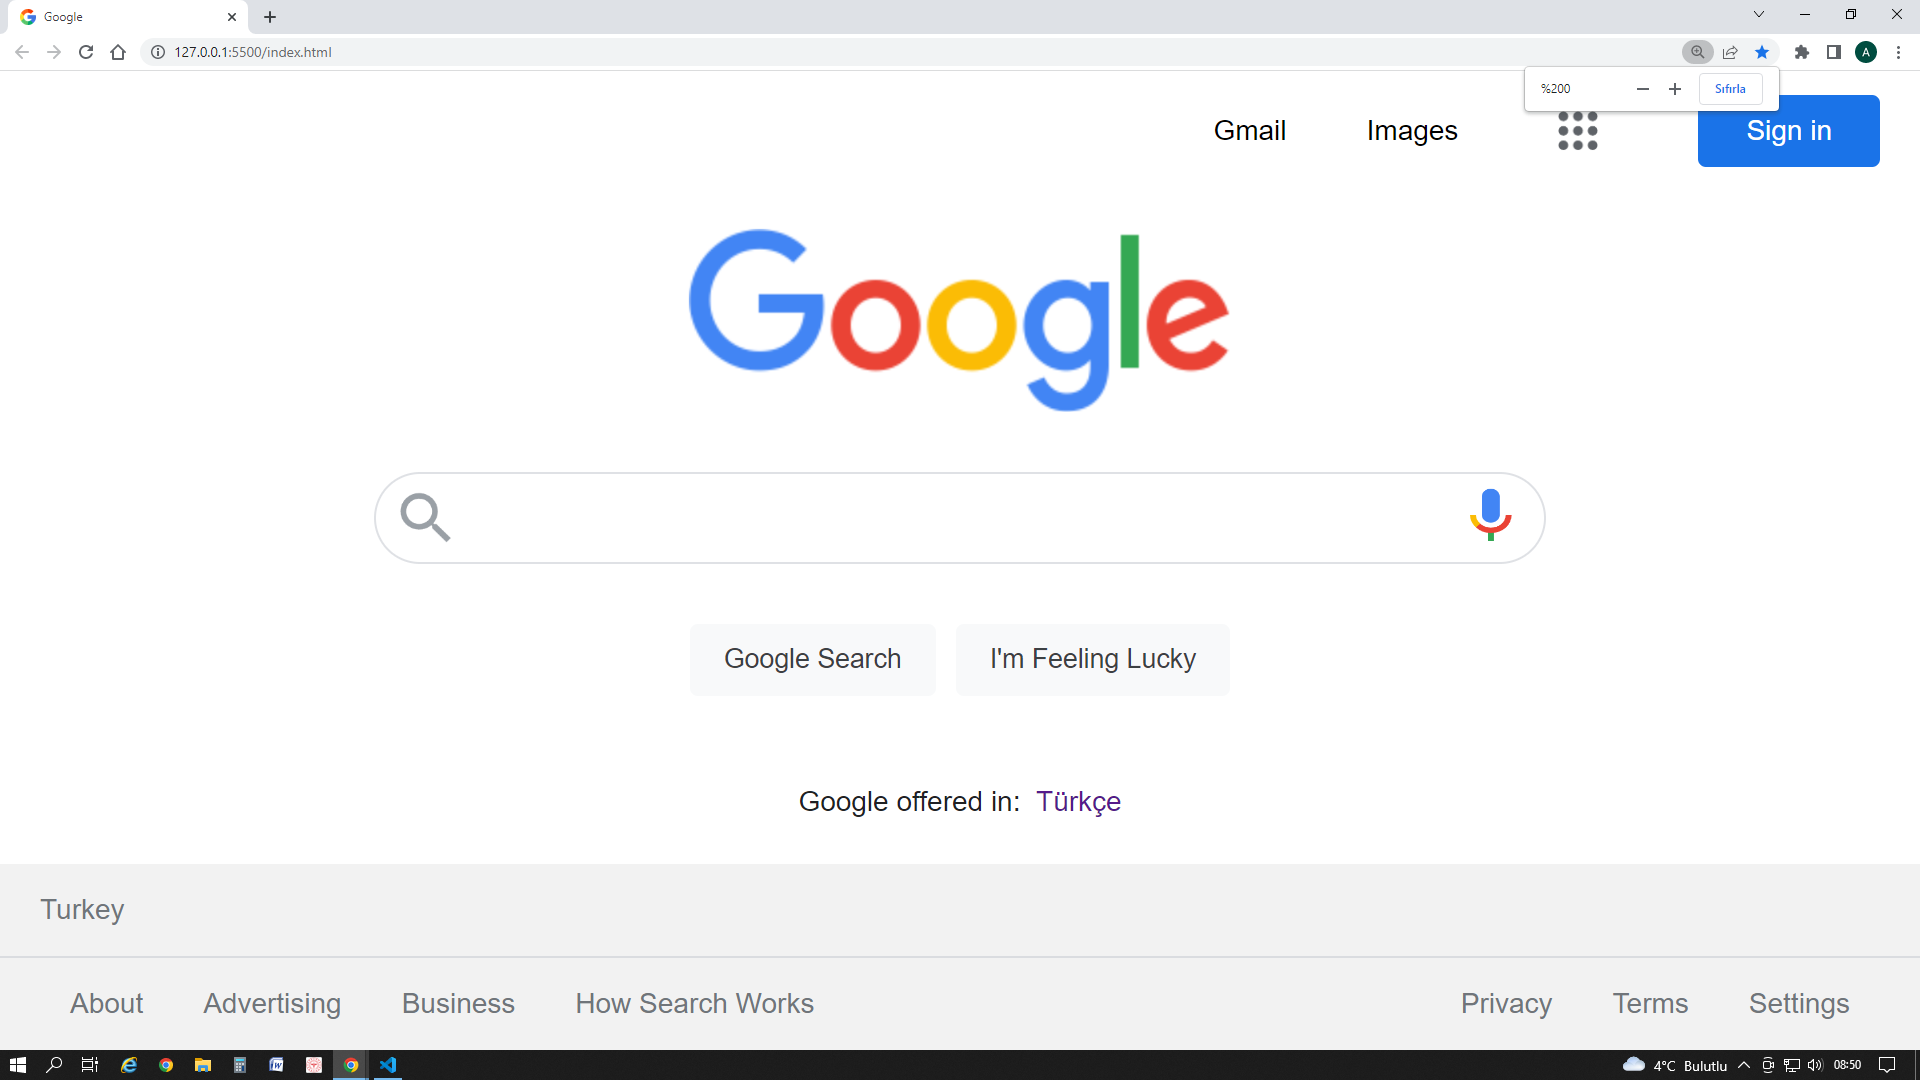 Google
127.0.0.1:5500/index.html
A
%200
Sıfırla
Gmail Images Sign in
Google
Google Search I'm Feeling Lucky
Google offered in: Türkçe
Turkey
About Advertising Business How Search Works Privacy Terms Settings
4°C Bulutlu 08:50